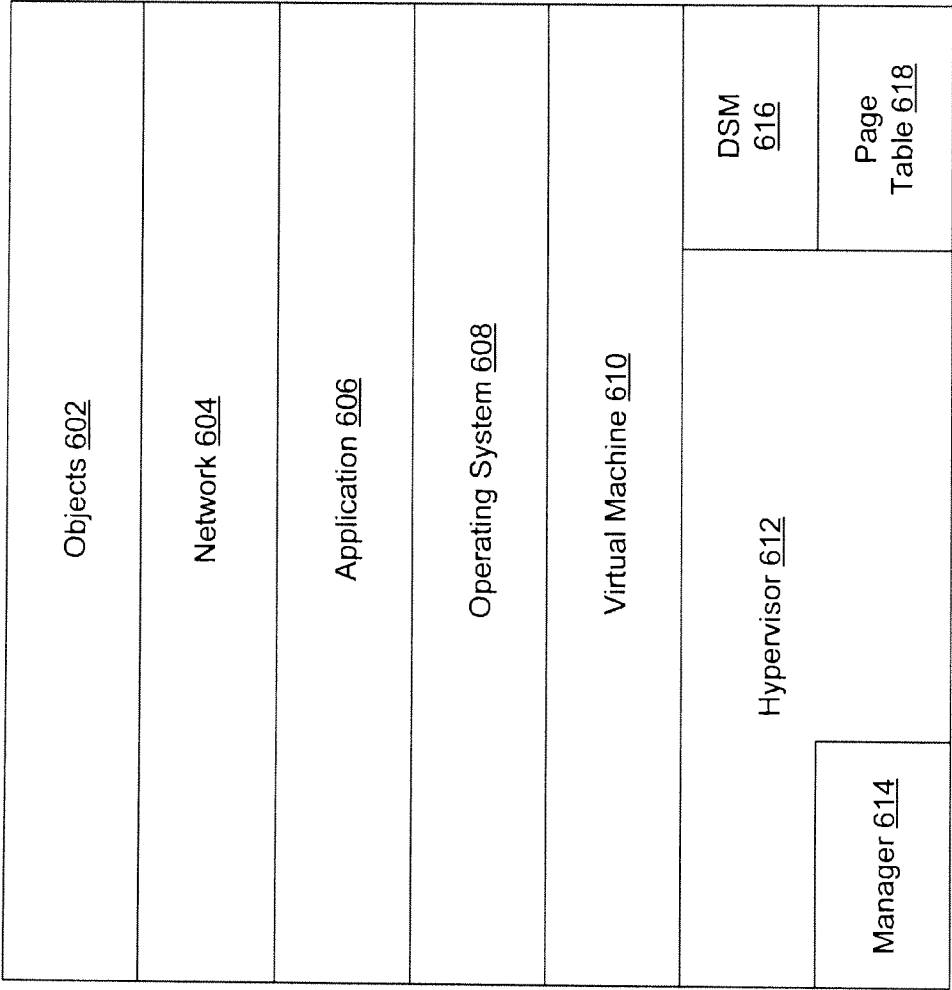 Objects 602
Network 604
Application 606
Operating System 608
Virtual Machine 610
Hypervisor 612
Manager 614
DSM
616
Page
Table 618